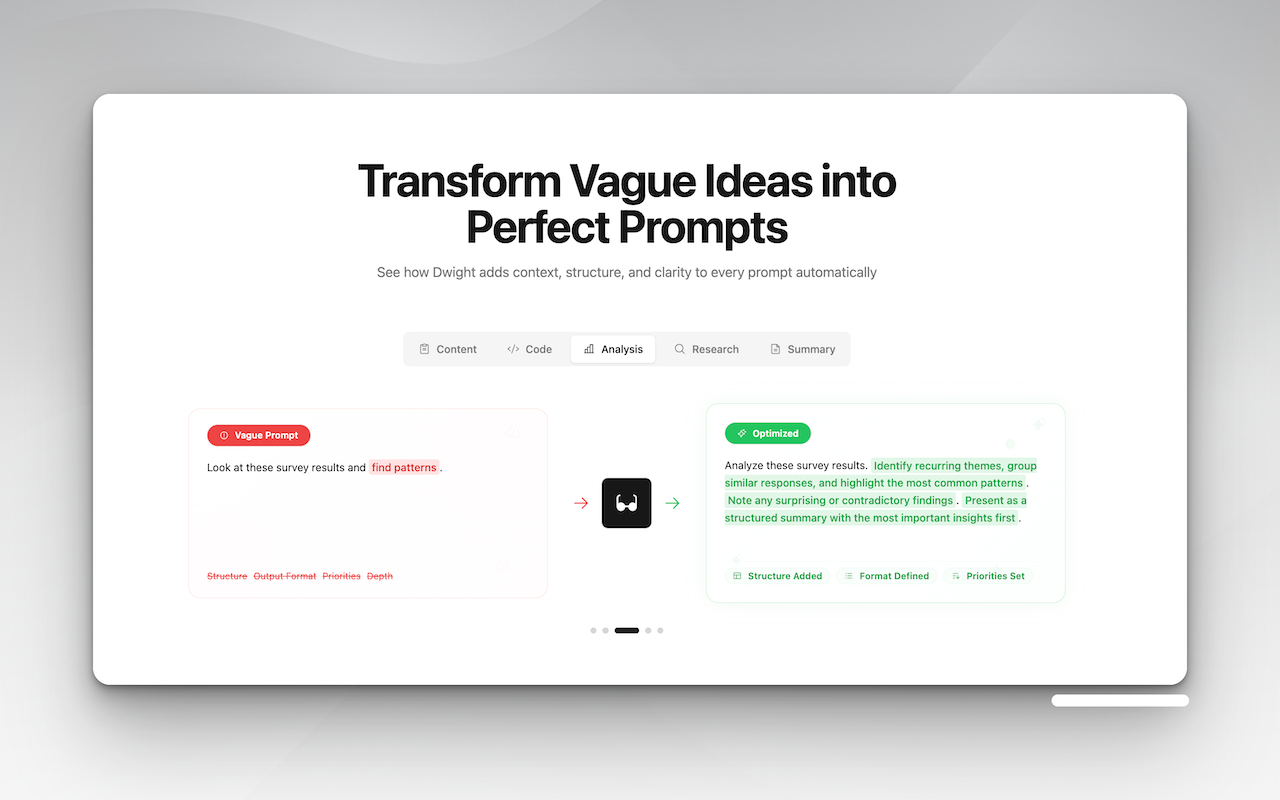 Transform Vague Ideas into
Perfect Prompts
See how Dwight adds context, structure, and clarity to every prompt automatically
Content Code Analysis Research Summary
Vague Prompt
Look at these survey results and find patterns.
Structure Output Format Priorities Depth
Optimized
Analyze these survey results. Identify recurring themes, group
similar responses, and highlight the most common patterns.
Note any surprising or contradictory findings. Present as a
structured summary with the most important insights first.
Structure Added Format Defined Priorities Set